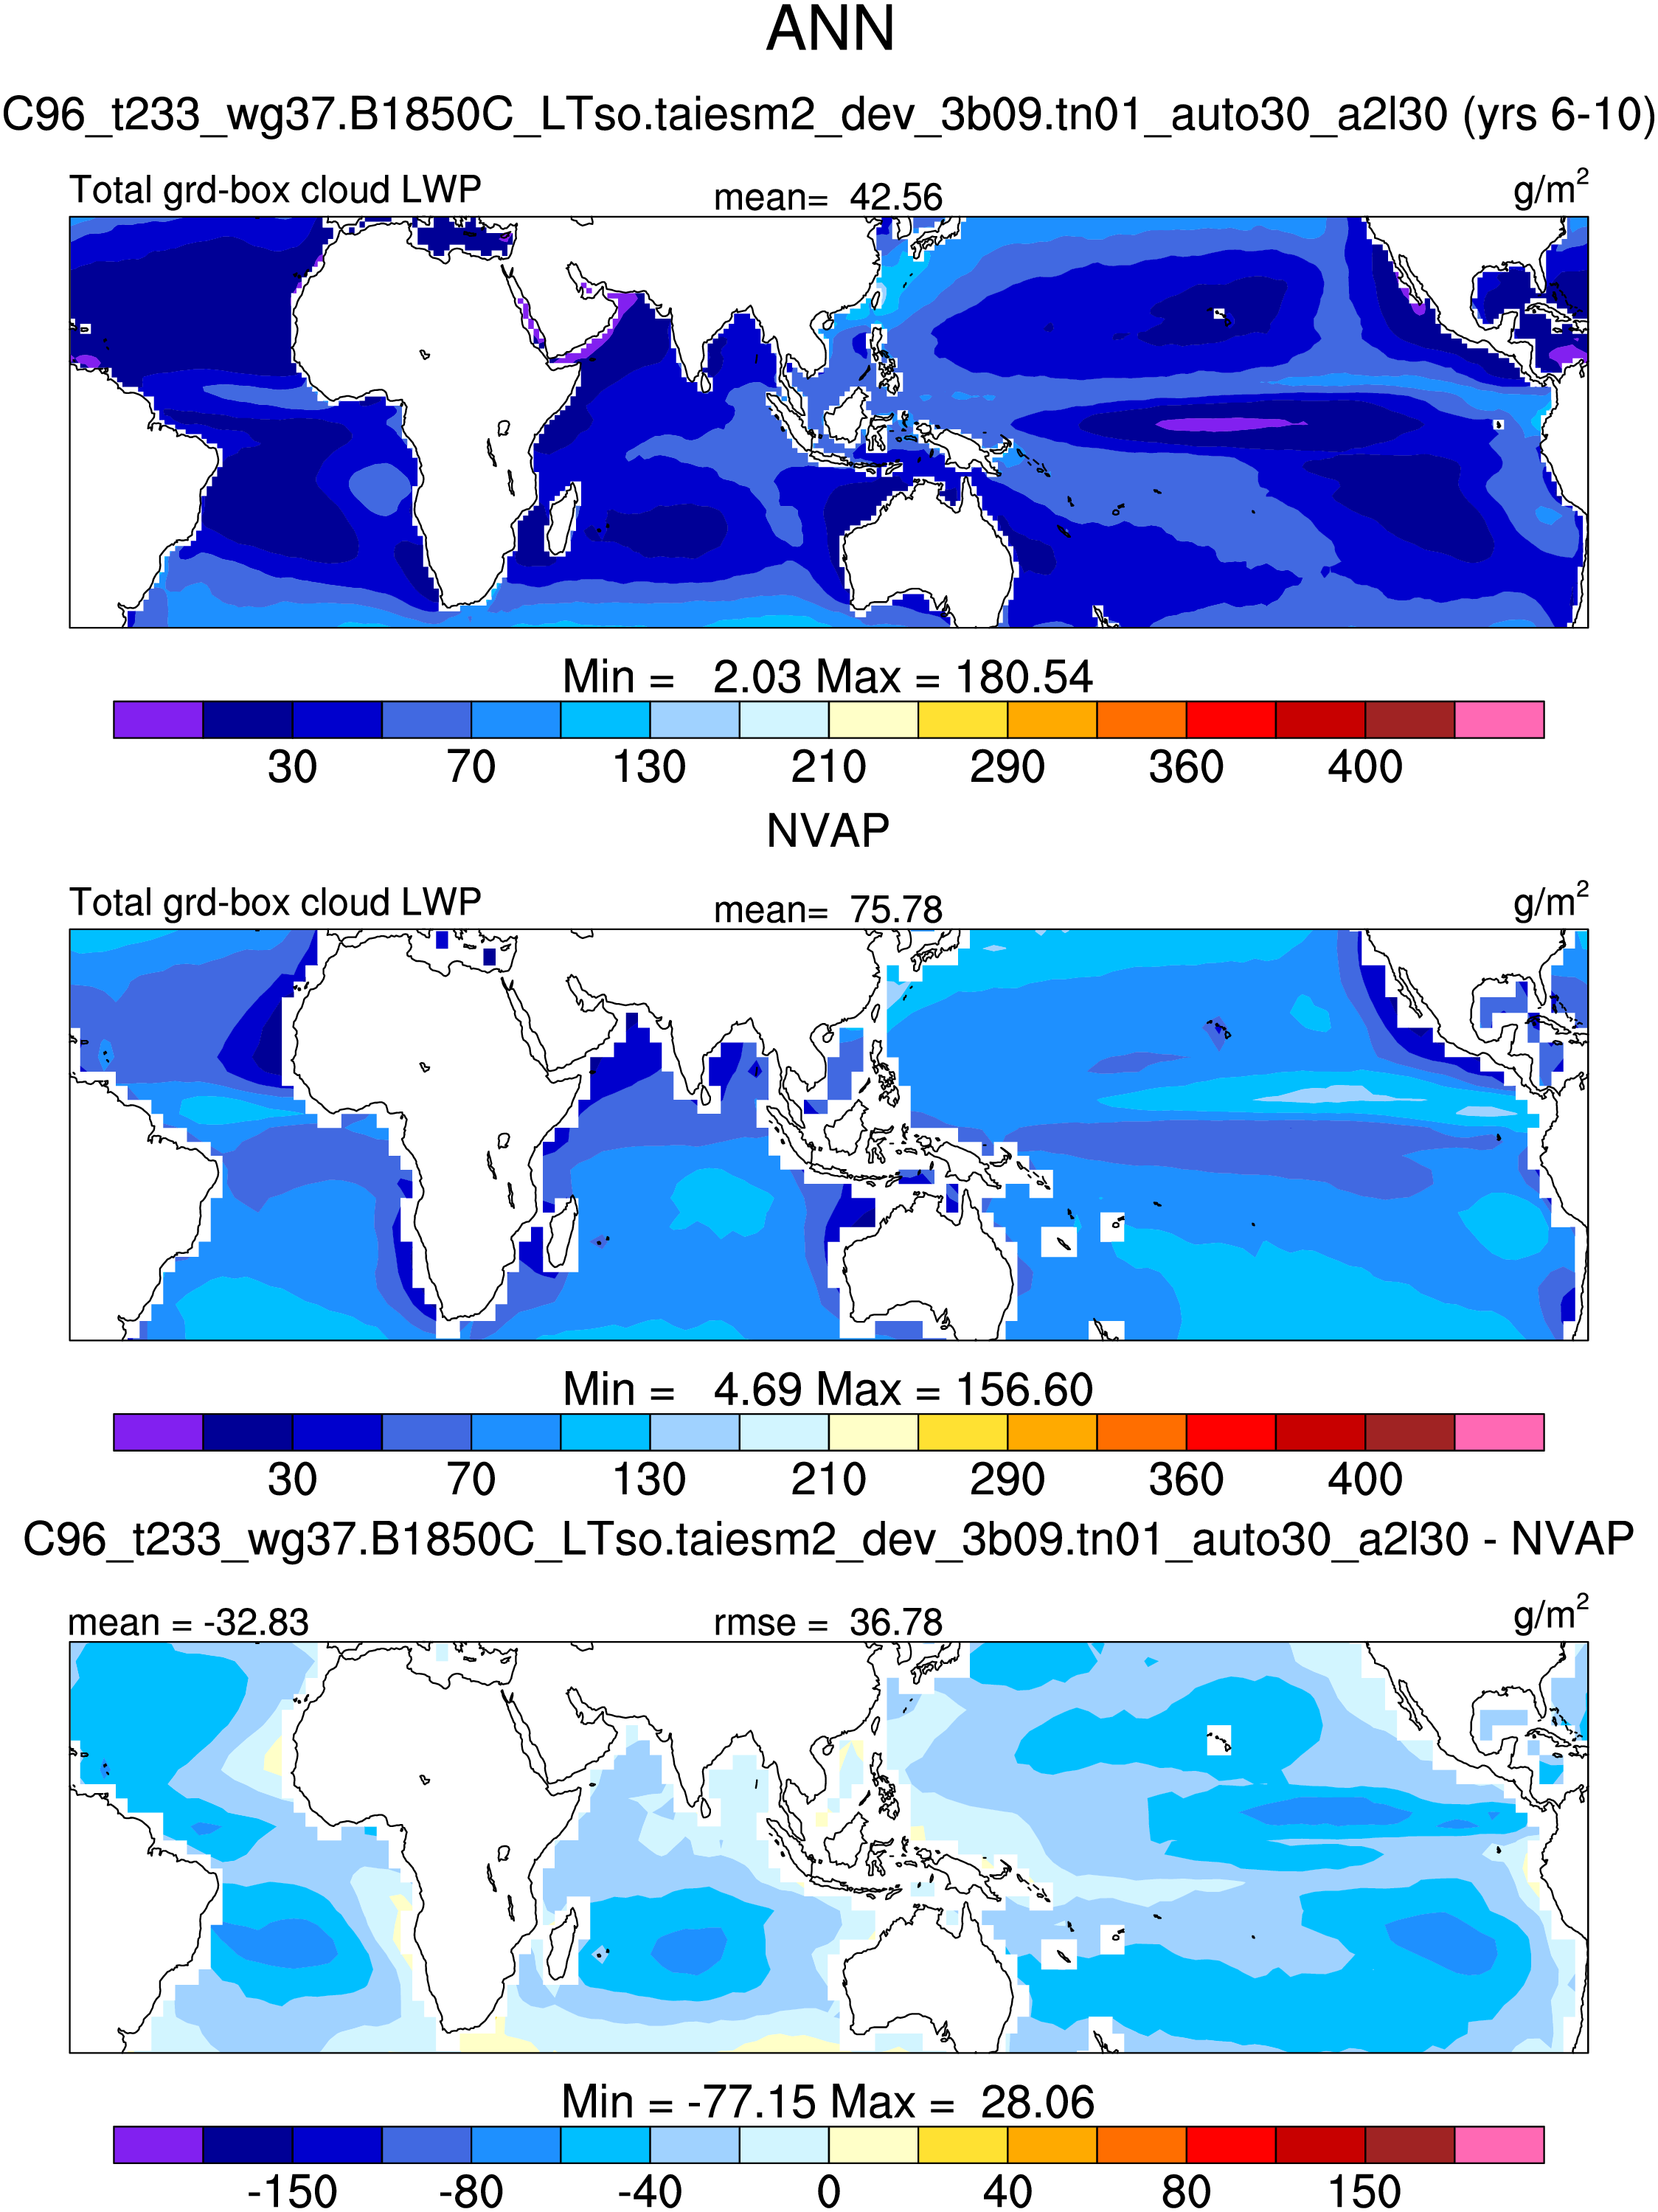 ANN
C96_t233_wg37.B1850C_LTso.taiesm2_dev_3b09.tn01_auto30_a2l30 (yrs 6-10)
Total grd-box cloud LWP mean= 42.56 g/m2
Min = 2.03 Max = 180.54
30 70 130 210 290 360 400
NVAP
Total grd-box cloud LWP mean= 75.78 g/m2
Min = 4.69 Max = 156.60
30 70 130 210 290 360 400
C96_t233_wg37.B1850C_LTso.taiesm2_dev_3b09.tn01_auto30_a2l30 - NVAP
mean = -32.83 rmse = 36.78 g/m2
Min = -77.15 Max = 28.06
-150 -80 -40 0 40 80 150